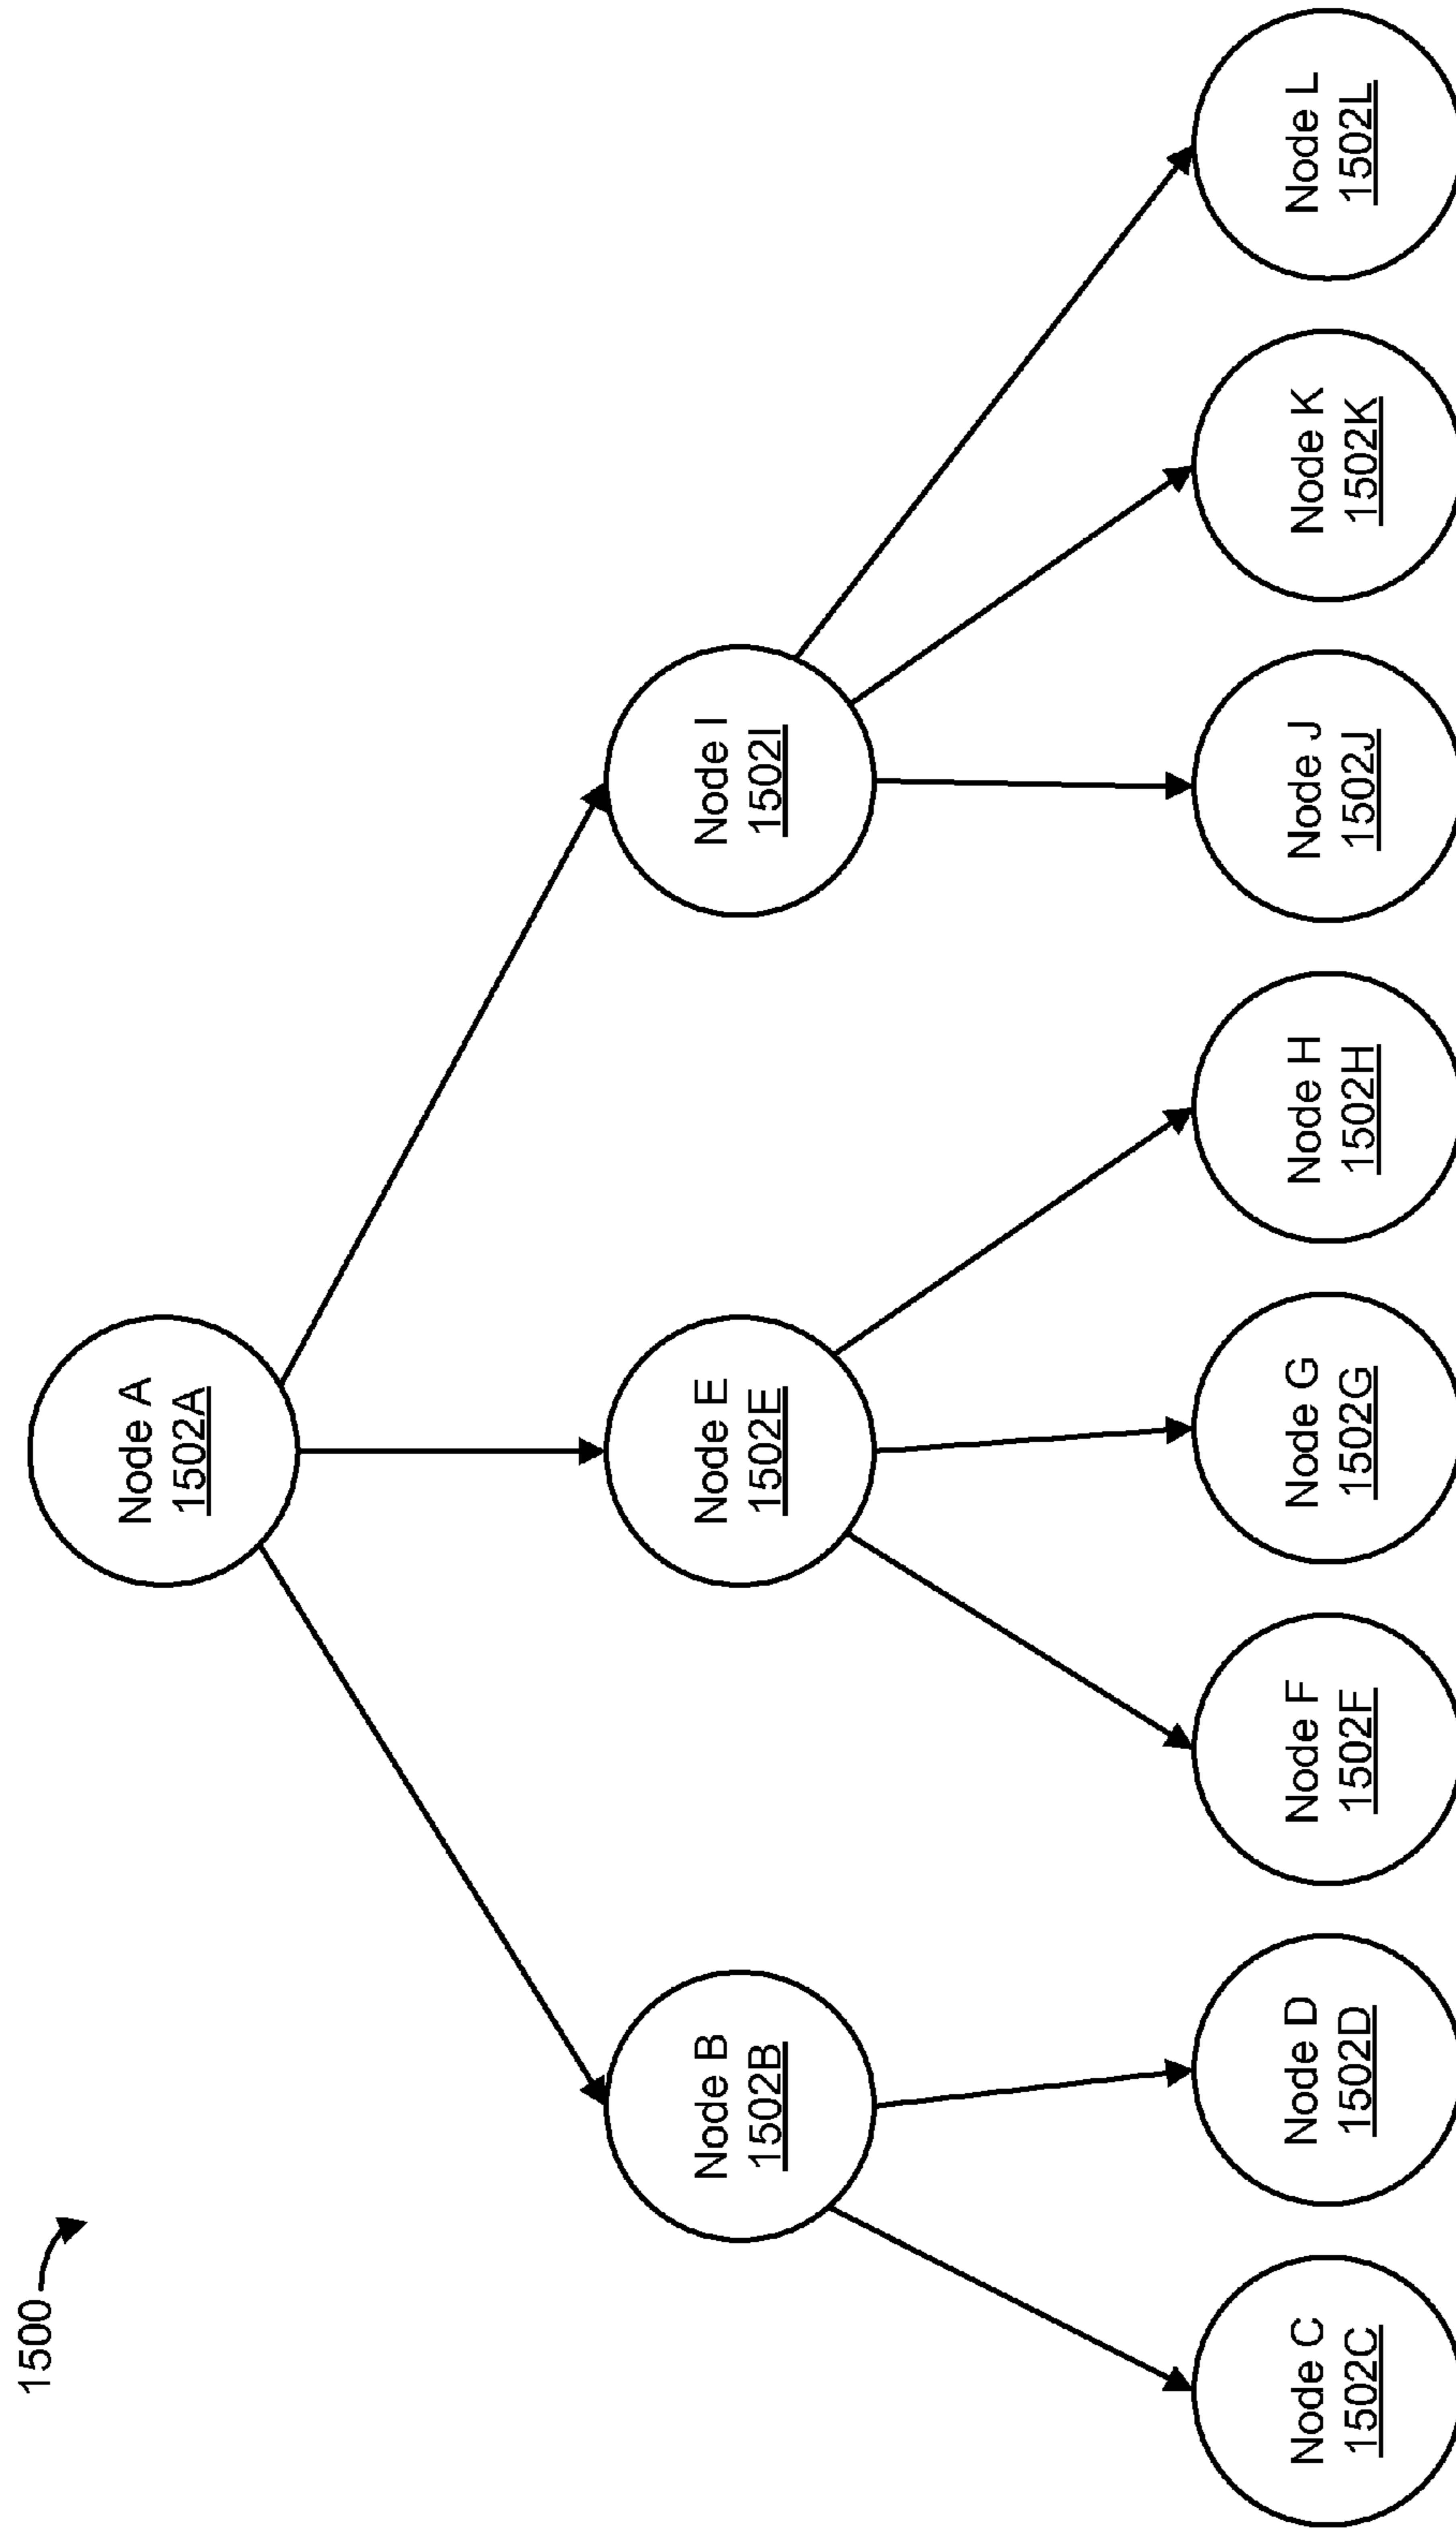 1500
Node A
1502A
Node B
1502B
Node E
1502E
Node I
1502I
Node C
1502C
Node D
1502D
Node F
1502F
Node G
1502G
Node H
1502H
Node J
1502J
Node K
1502K
Node L
1502L